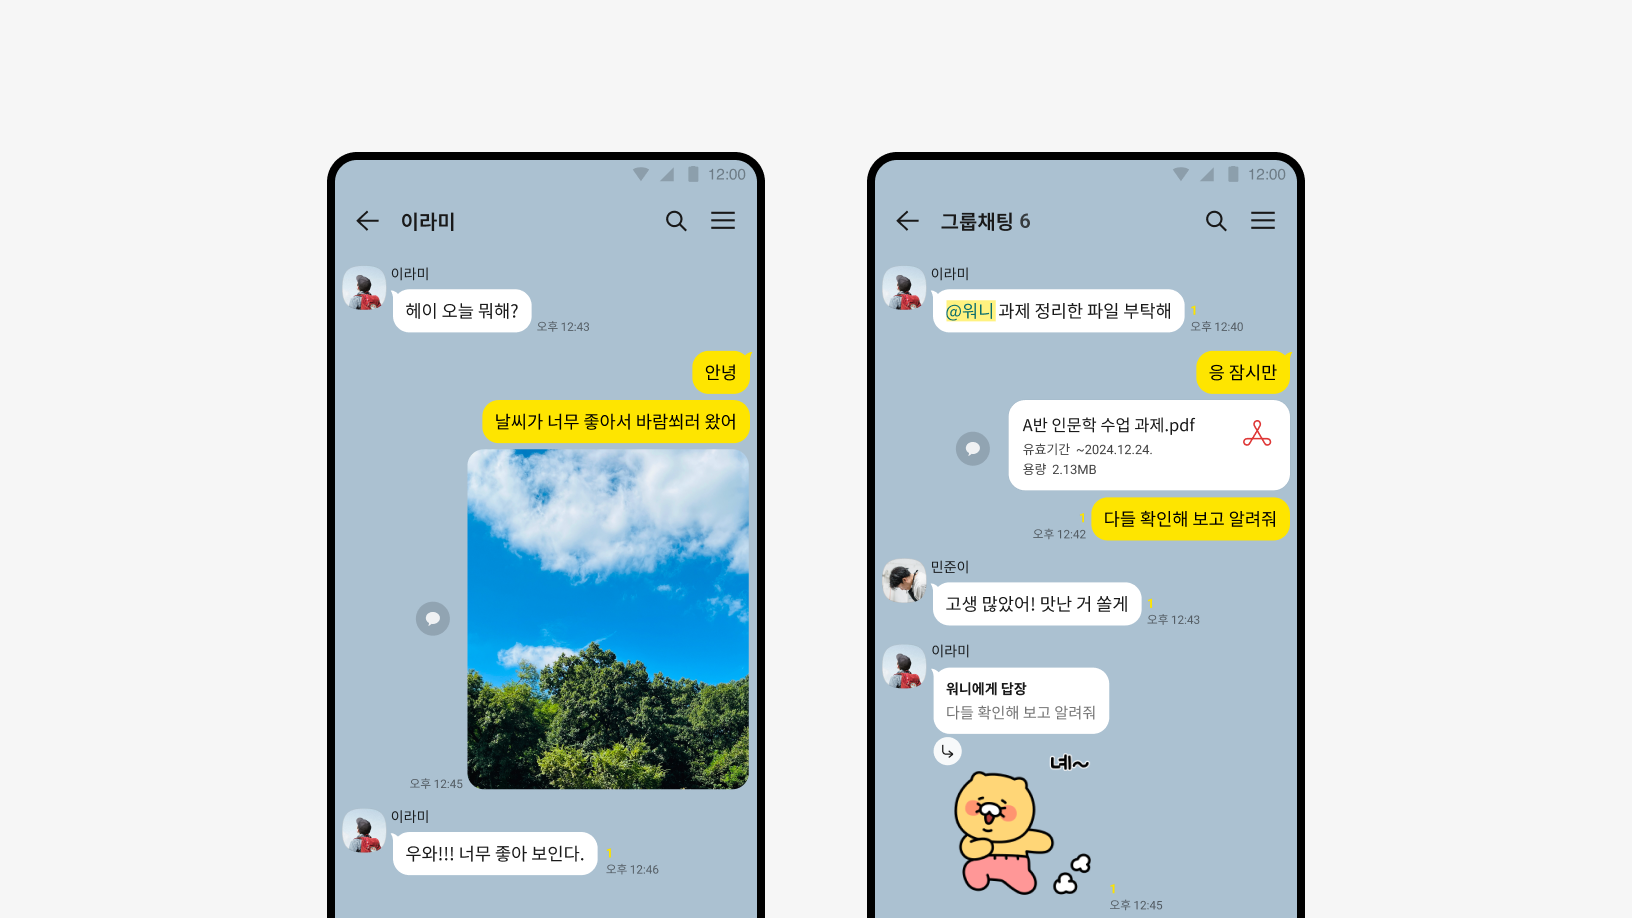 12:00
이라미
이라미
헤이 오늘 뭐해?
오후 12:43
안녕
날씨가 너무 좋아서 바람쐬러 왔어
오후 12:45
이라미
우와!!! 너무 좋아 보인다.
1
오후 12:46
12:00
그룹채팅 6
이라미
@워니 과제 정리한 파일 부탁해
1
오후 12:40
응 잠시만
A반 인문학 수업 과제.pdf
유효기간 ~2024.12.24.
용량 2.13MB
다들 확인해 보고 알려줘
1
오후 12:42
민준이
고생 많았어! 맛난 거 쏠게
1
오후 12:43
이라미
워니에게 답장
다들 확인해 보고 알려줘
녜~
1
오후 12:45